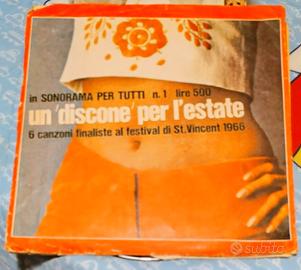 in SONORAMA PER TUTTI n.1 lire 500
un 'discone' per l'estate
6 canzoni finaliste al festival di St.Vincent 1966
subito